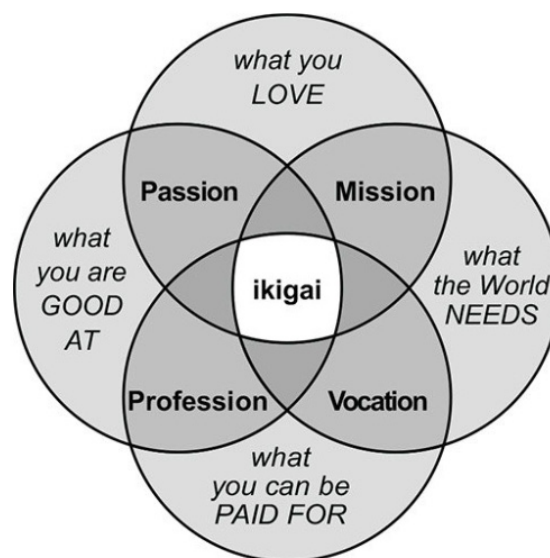 what you
LOVE
Passion
Mission
what
you are
GOOD
AT
what
the World
NEEDS
ikigai
Profession
Vocation
what
you can be
PAID FOR